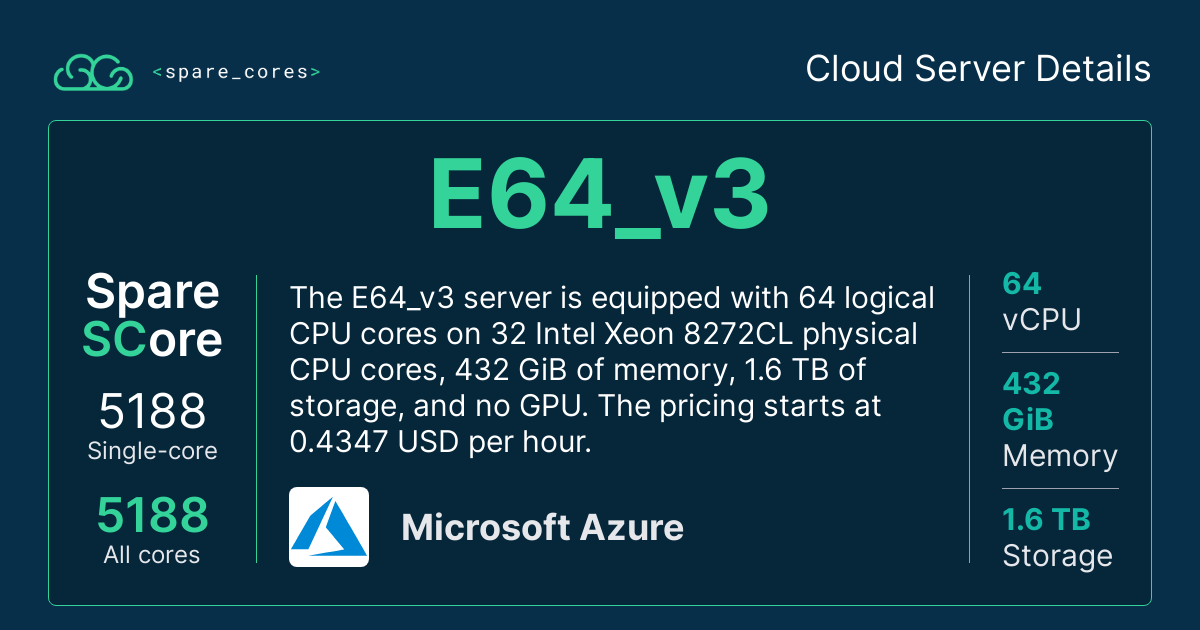 <spare_cores>
Cloud Server Details
E64_v3
Spare
SCore
5188
Single-core
5188
All cores
The E64_v3 server is equipped with 64 logical
CPU cores on 32 Intel Xeon 8272CL physical
CPU cores, 432 GiB of memory, 1.6 TB of
storage, and no GPU. The pricing starts at
0.4347 USD per hour.
Microsoft Azure
64
vCPU
432
GiB
Memory
1.6 TB
Storage